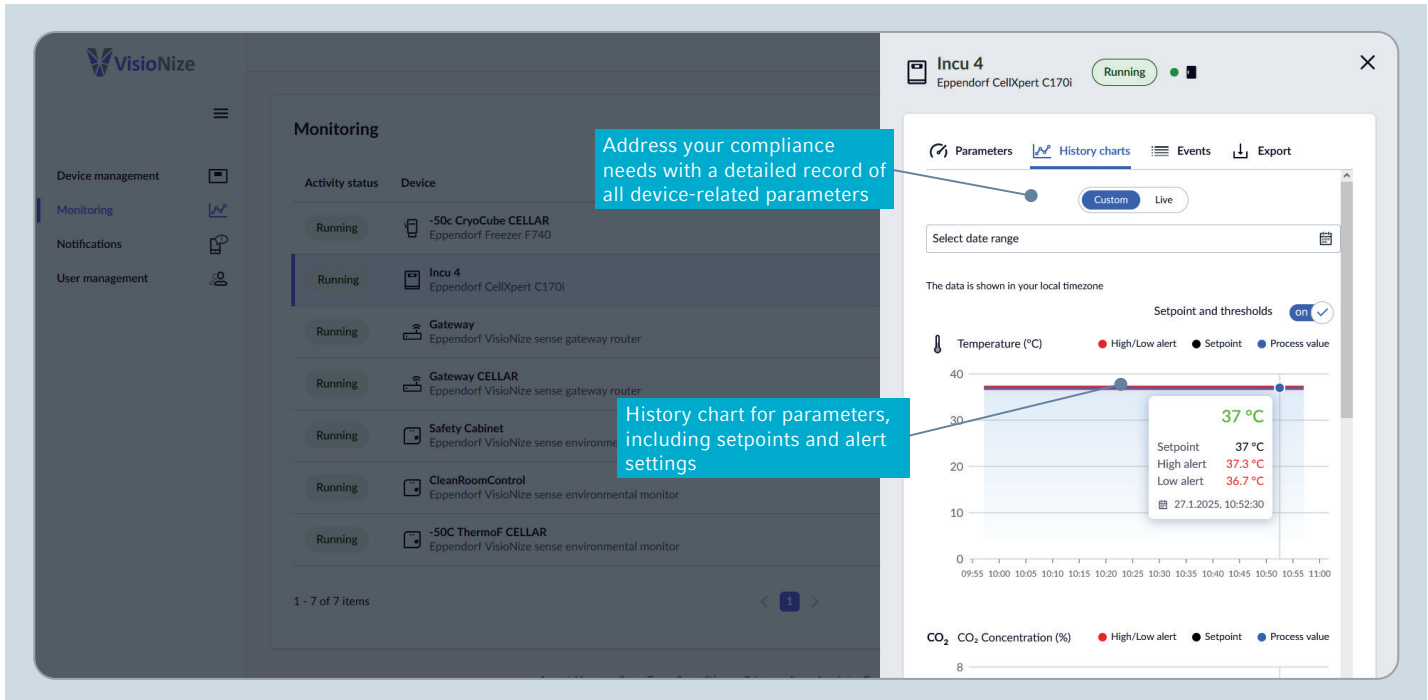 VisioNize
Device management
Monitoring
Notifications
User management
Monitoring
Activity status Device
Running -50c CryoCube CELLAR
Eppendorf Freezer F740
Running Incu 4
Eppendorf CellXpert C170i
Running Gateway
Eppendorf VisioNize sense gateway router
Running Gateway CELLAR
Eppendorf VisioNize sense gateway router
Running Safety Cabinet
Eppendorf VisioNize sense
Running CleanRoomControl
Eppendorf VisioNize sense environmental monitor
Running -50C ThermoF CELLAR
Eppendorf VisioNize sense environmental monitor
1 - 7 of 7 items
< 1 >
Address your compliance
needs with a detailed record of
all device-related parameters
History chart for parameters,
including setpoints and alert
settings
Incu 4
Eppendorf CellXpert C170i
Running
Parameters History charts Events Export
Custom Live
Select date range
The data is shown in your local timezone
Setpoint and thresholds on
Temperature (°C) High/Low alert Setpoint Process value
40
30
20
10
0
37 °C
Setpoint 37 °C
High alert 37.3 °C
Low alert 36.7 °C
27.1.2025, 10:52:30
09:55 10:00 10:05 10:10 10:15 10:20 10:25 10:30 10:35 10:40 10:45 10:50 10:55 11:00
CO₂ CO₂ Concentration (%) High/Low alert Setpoint Process value
8